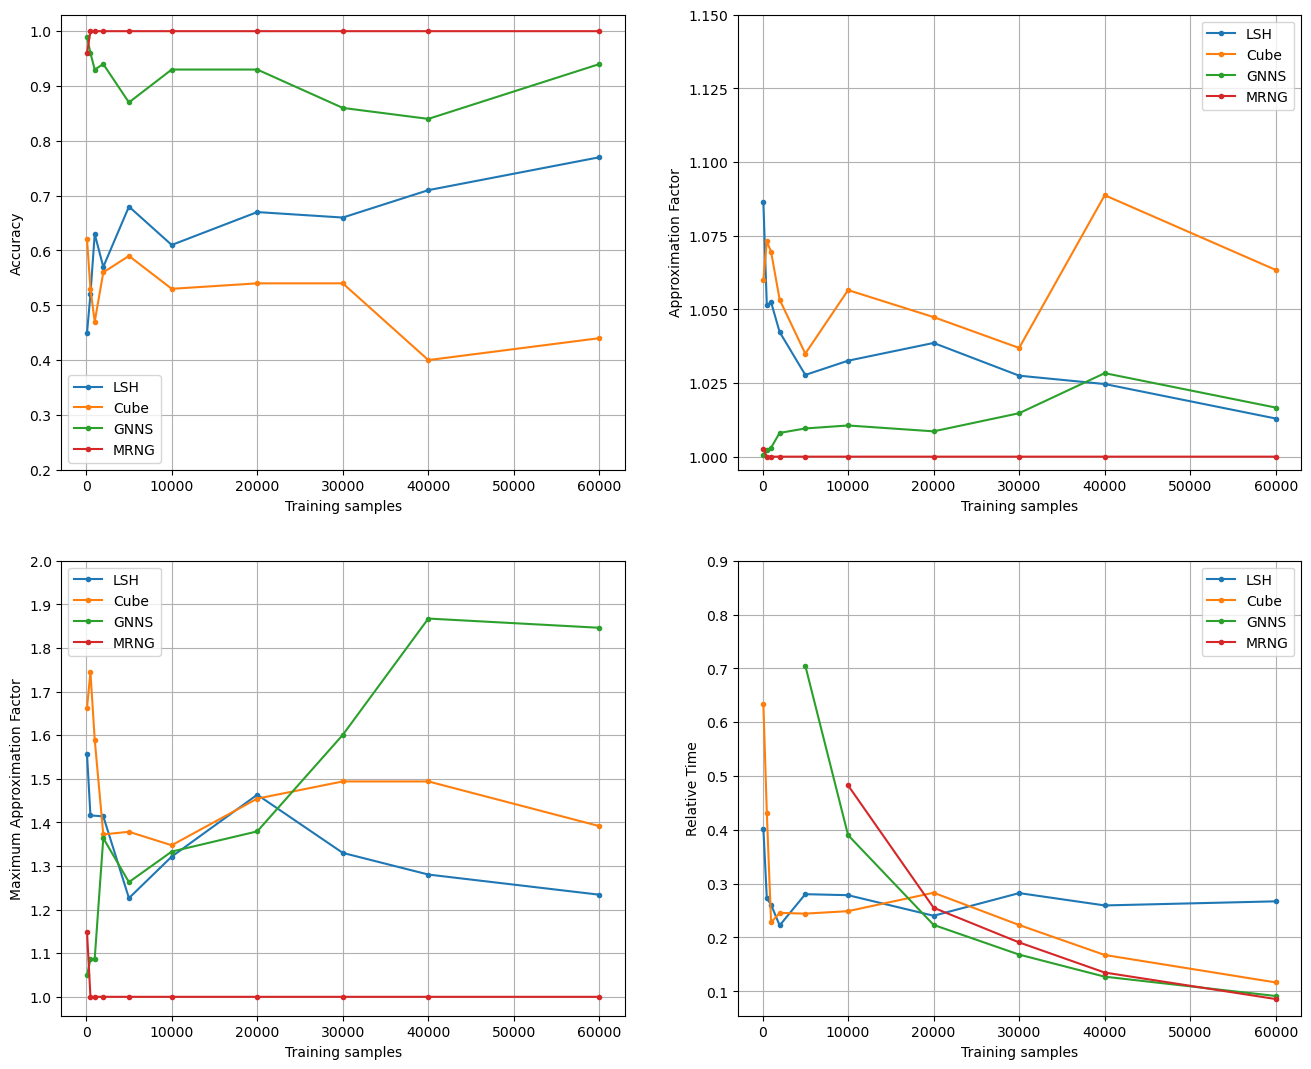 1.0
0.9
0.8
0.7
0.6
0.5
0.4
0.3
0.2
Accuracy
LSH
Cube
GNNS
MRNG
0 10000 20000 30000 40000 50000 60000
Training samples
1.150
1.125
1.100
1.075
1.050
1.025
1.000
Approximation Factor
LSH
Cube
GNNS
MRNG
0 10000 20000 30000 40000 50000 60000
Training samples
2.0
1.9
1.8
1.7
1.6
1.5
1.4
1.3
1.2
1.1
1.0
Maximum Approximation Factor
LSH
Cube
GNNS
MRNG
0 10000 20000 30000 40000 50000 60000
Training samples
0.9
0.8
0.7
0.6
0.5
0.4
0.3
0.2
0.1
Relative Time
LSH
Cube
GNNS
MRNG
0 10000 20000 30000 40000 50000 60000
Training samples